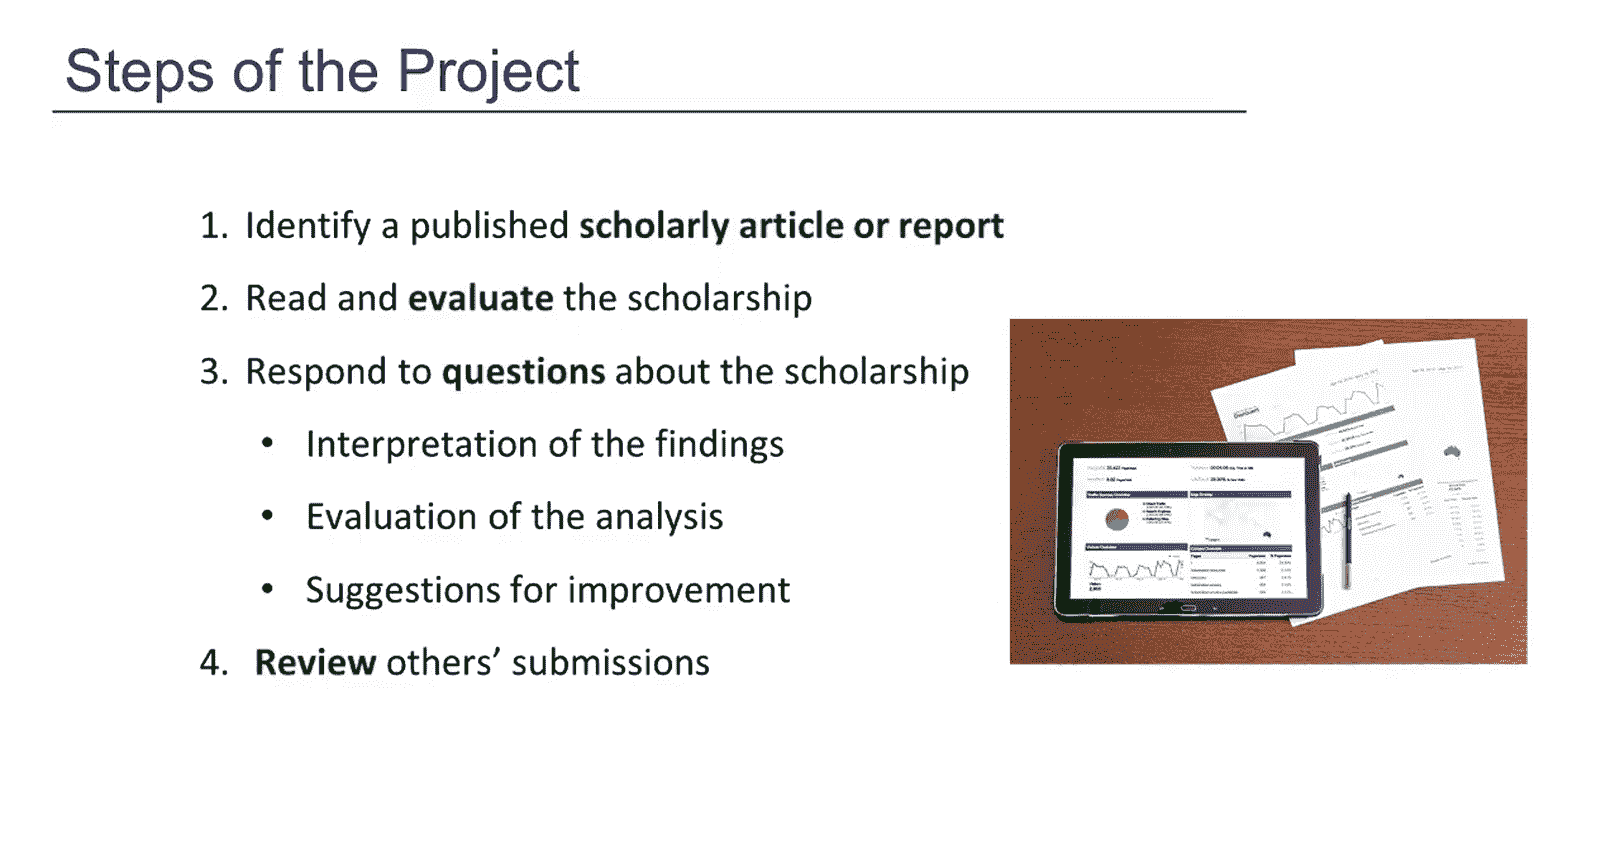 Steps of the Project
1. Identify a published scholarly article or report
2. Read and evaluate the scholarship
3. Respond to questions about the scholarship
• Interpretation of the findings
• Evaluation of the analysis
• Suggestions for improvement
4. Review others’ submissions